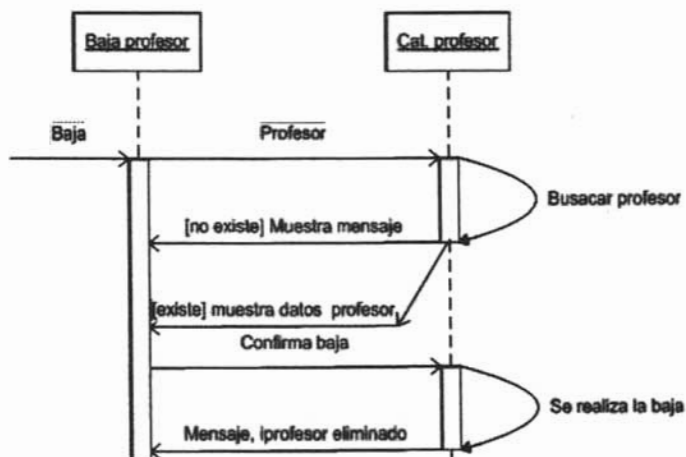 Baja profesor
Cat. profesor
Baja
Profesor
Busacar profesor
[no existe] Muestra mensaje
[existe] muestra datos profesor
Confirma baja
Se realiza la baja
Mensaje, iprofesor eliminado